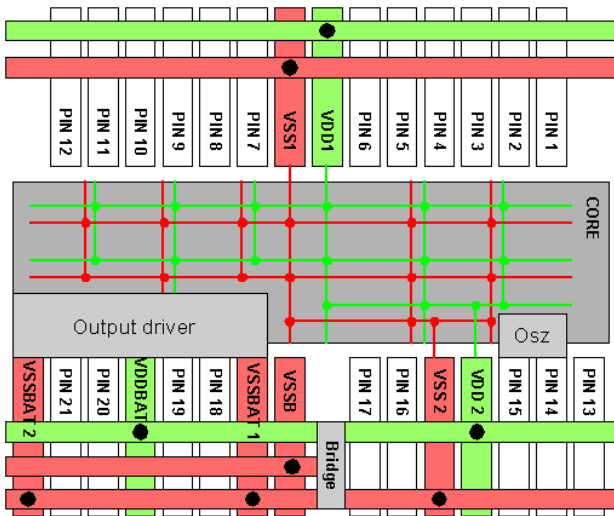 PIN 12
PIN 11
PIN 10
PIN 9
PIN 8
PIN 7
VSS1
VDD1
PIN 6
PIN 5
PIN 4
PIN 3
PIN 2
PIN 1
CORE
Output driver
Osz
VSSBAT 2
PIN 21
PIN 20
VDDBAT
PIN 19
PIN 18
VSSBAT 1
VSSB
PIN 17
PIN 16
VSS 2
VDD 2
PIN 15
PIN 14
PIN 13
Bridge